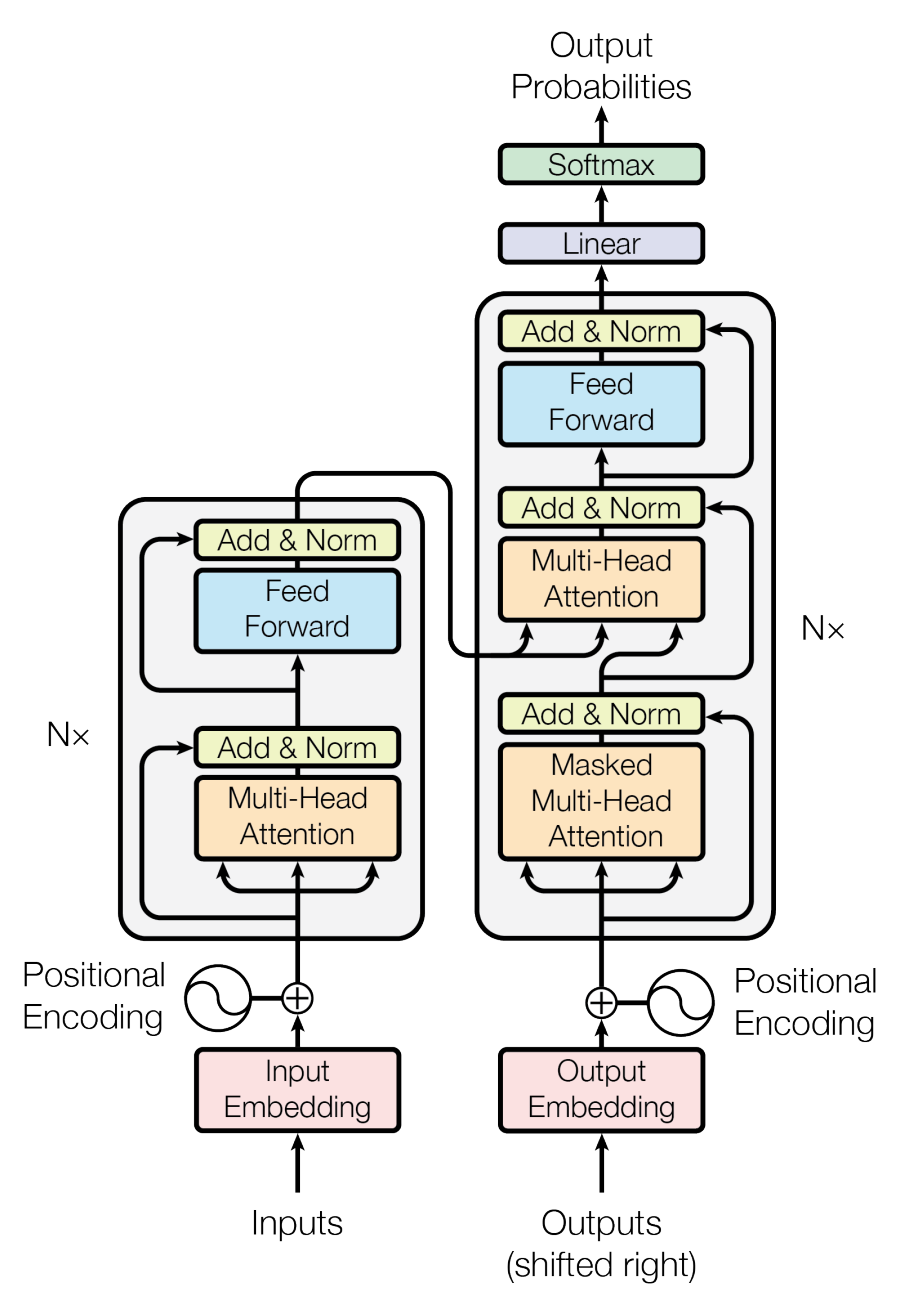 Output
Probabilities
Softmax
Linear
Add & Norm
Feed
Forward
Add & Norm
Multi-Head
Attention
Add & Norm
Masked
Multi-Head
Attention
N×
Add & Norm
Feed
Forward
Add & Norm
Multi-Head
Attention
N×
Positional
Encoding
Positional
Encoding
Input
Embedding
Output
Embedding
Inputs
Outputs
(shifted right)